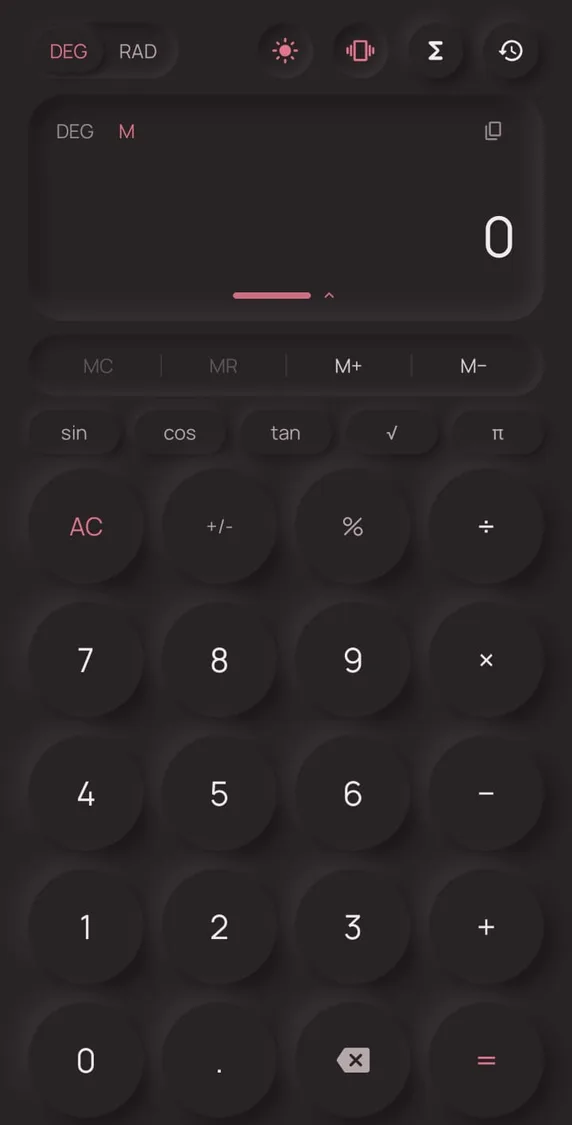 DEG RAD Σ
DEG M
0
MC MR M+ M−
sin cos tan √ π
AC +/- % ÷
7 8 9 ×
4 5 6 −
1 2 3 +
0 . =